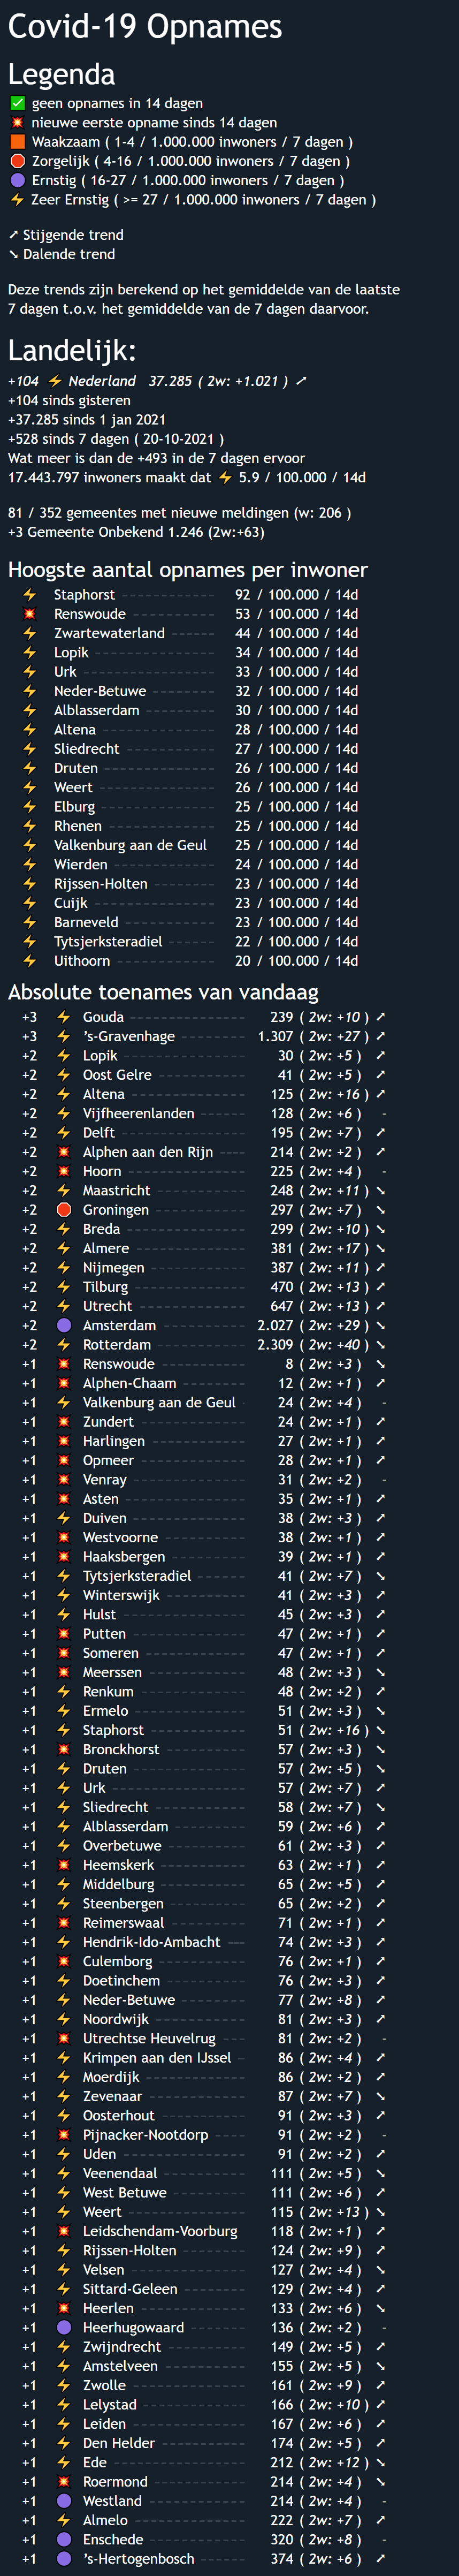 Covid-19 Opnames
Legenda
✅ geen opnames in 14 dagen
💥 nieuwe eerste opname sinds 14 dagen
🟧 Waakzaam ( 1-4 / 1.000.000 inwoners / 7 dagen )
🛑 Zorgelijk ( 4-16 / 1.000.000 inwoners / 7 dagen )
🟣 Ernstig ( 16-27 / 1.000.000 inwoners / 7 dagen )
⚡ Zeer Ernstig ( >= 27 / 1.000.000 inwoners / 7 dagen )
➚ Stijgende trend
➘ Dalende trend
Deze trends zijn berekend op het gemiddelde van de laatste
7 dagen t.o.v. het gemiddelde van de 7 dagen daarvoor.
Landelijk:
+104 ⚡ Nederland 37.285 ( 2w: +1.021 ) ➚
+104 sinds gisteren
+37.285 sinds 1 jan 2021
+528 sinds 7 dagen ( 20-10-2021 )
Wat meer is dan de +493 in de 7 dagen ervoor
17.443.797 inwoners maakt dat ⚡ 5.9 / 100.000 / 14d
81 / 352 gemeentes met nieuwe meldingen (w: 206 )
+3 Gemeente Onbekend 1.246 (2w:+63)
Hoogste aantal opnames per inwoner
⚡ Staphorst 92 / 100.000 / 14d
💥 Renswoude 53 / 100.000 / 14d
⚡ Zwartewaterland 44 / 100.000 / 14d
⚡ Lopik 34 / 100.000 / 14d
⚡ Urk 33 / 100.000 / 14d
⚡ Neder-Betuwe 32 / 100.000 / 14d
⚡ Alblasserdam 30 / 100.000 / 14d
⚡ Altena 28 / 100.000 / 14d
⚡ Sliedrecht 27 / 100.000 / 14d
⚡ Druten 26 / 100.000 / 14d
⚡ Weert 26 / 100.000 / 14d
⚡ Elburg 25 / 100.000 / 14d
⚡ Rhenen 25 / 100.000 / 14d
⚡ Valkenburg aan de Geul 25 / 100.000 / 14d
⚡ Wierden 24 / 100.000 / 14d
⚡ Rijssen-Holten 23 / 100.000 / 14d
⚡ Cuijk 23 / 100.000 / 14d
⚡ Barneveld 23 / 100.000 / 14d
⚡ Tytsjerksteradiel 22 / 100.000 / 14d
⚡ Uithoorn 20 / 100.000 / 14d
Absolute toenames van vandaag
+3 ⚡ Gouda 239 ( 2w: +10 ) ➚
+3 ⚡ ’s-Gravenhage 1.307 ( 2w: +27 ) ➚
+2 ⚡ Lopik 30 ( 2w: +5 ) ➚
+2 ⚡ Oost Gelre 41 ( 2w: +5 ) ➚
+2 ⚡ Altena 125 ( 2w: +16 ) ➚
+2 ⚡ Vijfheerenlanden 128 ( 2w: +6 ) -
+2 ⚡ Delft 195 ( 2w: +7 ) ➚
+2 💥 Alphen aan den Rijn 214 ( 2w: +2 ) ➚
+2 💥 Hoorn 225 ( 2w: +4 ) -
+2 ⚡ Maastricht 248 ( 2w: +11 ) ➘
+2 🛑 Groningen 297 ( 2w: +7 ) ➘
+2 ⚡ Breda 299 ( 2w: +10 ) ➘
+2 ⚡ Almere 381 ( 2w: +17 ) ➘
+2 ⚡ Nijmegen 387 ( 2w: +11 ) ➚
+2 ⚡ Tilburg 470 ( 2w: +13 ) ➚
+2 ⚡ Utrecht 647 ( 2w: +13 ) ➚
+2 🟣 Amsterdam 2.027 ( 2w: +29 ) ➘
+2 ⚡ Rotterdam 2.309 ( 2w: +40 ) ➘
+1 💥 Renswoude 8 ( 2w: +3 ) ➘
+1 💥 Alphen-Chaam 12 ( 2w: +1 ) ➚
+1 ⚡ Valkenburg aan de Geul 24 ( 2w: +4 ) -
+1 💥 Zundert 24 ( 2w: +1 ) ➚
+1 💥 Harlingen 27 ( 2w: +1 ) ➚
+1 💥 Opmeer 28 ( 2w: +1 ) ➚
+1 💥 Venray 31 ( 2w: +2 ) -
+1 💥 Asten 35 ( 2w: +1 ) ➚
+1 ⚡ Duiven 38 ( 2w: +3 ) ➚
+1 💥 Westvoorne 38 ( 2w: +1 ) ➚
+1 💥 Haaksbergen 39 ( 2w: +1 ) ➚
+1 ⚡ Tytsjerksteradiel 41 ( 2w: +7 ) ➘
+1 ⚡ Winterswijk 41 ( 2w: +3 ) ➚
+1 ⚡ Hulst 45 ( 2w: +3 ) ➚
+1 💥 Putten 47 ( 2w: +1 ) ➚
+1 💥 Someren 47 ( 2w: +1 ) ➚
+1 💥 Meerssen 48 ( 2w: +3 ) ➘
+1 ⚡ Renkum 48 ( 2w: +2 ) ➚
+1 ⚡ Ermelo 51 ( 2w: +3 ) ➘
+1 ⚡ Staphorst 51 ( 2w: +16 ) ➘
+1 💥 Bronckhorst 57 ( 2w: +3 ) ➘
+1 ⚡ Druten 57 ( 2w: +5 ) ➘
+1 ⚡ Urk 57 ( 2w: +7 ) ➚
+1 ⚡ Sliedrecht 58 ( 2w: +7 ) ➘
+1 ⚡ Alblasserdam 59 ( 2w: +6 ) ➚
+1 ⚡ Overbetuwe 61 ( 2w: +3 ) ➚
+1 💥 Heemskerk 63 ( 2w: +1 ) ➚
+1 ⚡ Middelburg 65 ( 2w: +5 ) ➚
+1 ⚡ Steenbergen 65 ( 2w: +2 ) ➚
+1 💥 Reimerswaal 71 ( 2w: +1 ) ➚
+1 ⚡ Hendrik-Ido-Ambacht 74 ( 2w: +3 ) ➚
+1 💥 Culemborg 76 ( 2w: +1 ) ➚
+1 ⚡ Doetinchem 76 ( 2w: +3 ) ➚
+1 ⚡ Neder-Betuwe 77 ( 2w: +8 ) ➚
+1 ⚡ Noordwijk 81 ( 2w: +3 ) ➚
+1 💥 Utrechtse Heuvelrug 81 ( 2w: +2 ) -
+1 ⚡ Krimpen aan den IJssel 86 ( 2w: +4 ) ➚
+1 ⚡ Moerdijk 86 ( 2w: +2 ) ➚
+1 ⚡ Zevenaar 87 ( 2w: +7 ) ➘
+1 ⚡ Oosterhout 91 ( 2w: +3 ) ➚
+1 💥 Pijnacker-Nootdorp 91 ( 2w: +2 ) -
+1 ⚡ Uden 91 ( 2w: +2 ) ➚
+1 ⚡ Veenendaal 111 ( 2w: +5 ) ➘
+1 ⚡ West Betuwe 111 ( 2w: +6 ) ➚
+1 ⚡ Weert 115 ( 2w: +13 ) ➘
+1 💥 Leidschendam-Voorburg 118 ( 2w: +1 ) ➚
+1 ⚡ Rijssen-Holten 124 ( 2w: +9 ) ➚
+1 ⚡ Velsen 127 ( 2w: +4 ) ➘
+1 ⚡ Sittard-Geleen 129 ( 2w: +4 ) ➚
+1 💥 Heerlen 133 ( 2w: +6 ) ➘
+1 🟣 Heerhugowaard 136 ( 2w: +2 ) -
+1 ⚡ Zwijndrecht 149 ( 2w: +5 ) ➚
+1 ⚡ Amstelveen 155 ( 2w: +5 ) ➘
+1 ⚡ Zwolle 161 ( 2w: +9 ) ➚
+1 ⚡ Lelystad 166 ( 2w: +10 ) ➚
+1 ⚡ Leiden 167 ( 2w: +6 ) ➚
+1 ⚡ Den Helder 174 ( 2w: +5 ) ➚
+1 ⚡ Ede 212 ( 2w: +12 ) ➘
+1 💥 Roermond 214 ( 2w: +4 ) ➘
+1 🟣 Westland 214 ( 2w: +4 ) -
+1 ⚡ Almelo 222 ( 2w: +7 ) ➚
+1 🟣 Enschede 320 ( 2w: +8 ) -
+1 🟣 ’s-Hertogenbosch 374 ( 2w: +6 ) ➚